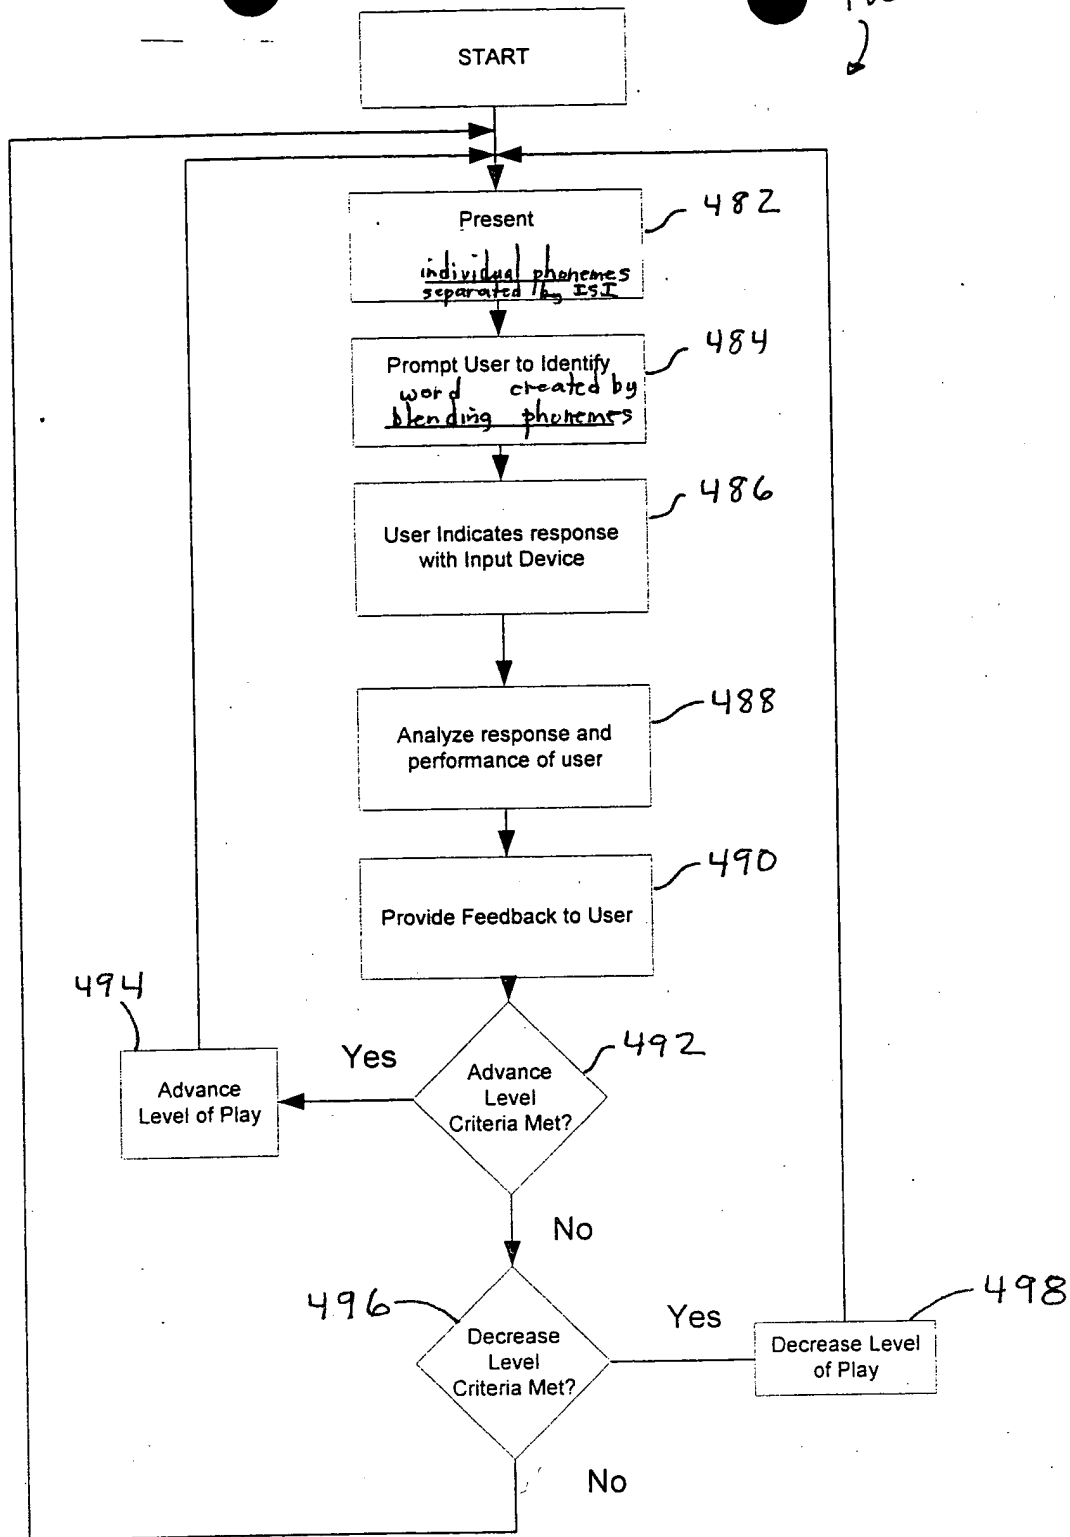 START
Present
482
individual phonemes
separated by ISI
Prompt User to Identify
484
word created by
blending phonemes
486
User Indicates response
with Input Device
488
Analyze response and
performance of user
490
Provide Feedback to User
494
Yes
492
Advance
Level of Play
Advance
Level
Criteria Met?
No
496
Yes
498
Decrease
Level
Criteria Met?
Decrease Level
of Play
No